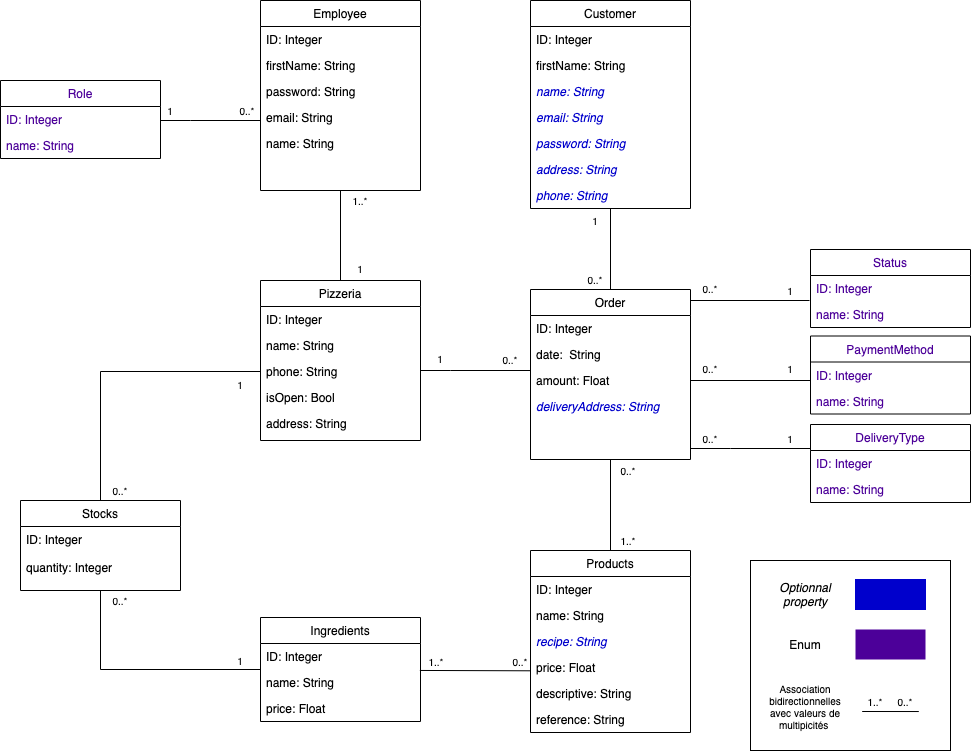 Employee
ID: Integer
firstName: String
password: String
email: String
name: String
Customer
ID: Integer
firstName: String
name: String
email: String
password: String
address: String
phone: String
Role
ID: Integer
name: String
1
0..*
1..*
1
1
0..*
Pizzeria
ID: Integer
name: String
phone: String
isOpen: Bool
address: String
1
0..*
Order
ID: Integer
date:  String
amount: Float
deliveryAddress: String
0..*
1
Status
ID: Integer
name: String
0..*
1
PaymentMethod
ID: Integer
name: String
0..*
1
DeliveryType
ID: Integer
name: String
1
0..*
Stocks
ID: Integer
quantity: Integer
0..*
1
0..*
1..*
Ingredients
ID: Integer
name: String
price: Float
1..*
0..*
Products
ID: Integer
name: String
recipe: String
price: Float
descriptive: String
reference: String
Optionnal
property
Enum
Association
bidirectionnelles
avec valeurs de
multipicités
1..*
0..*